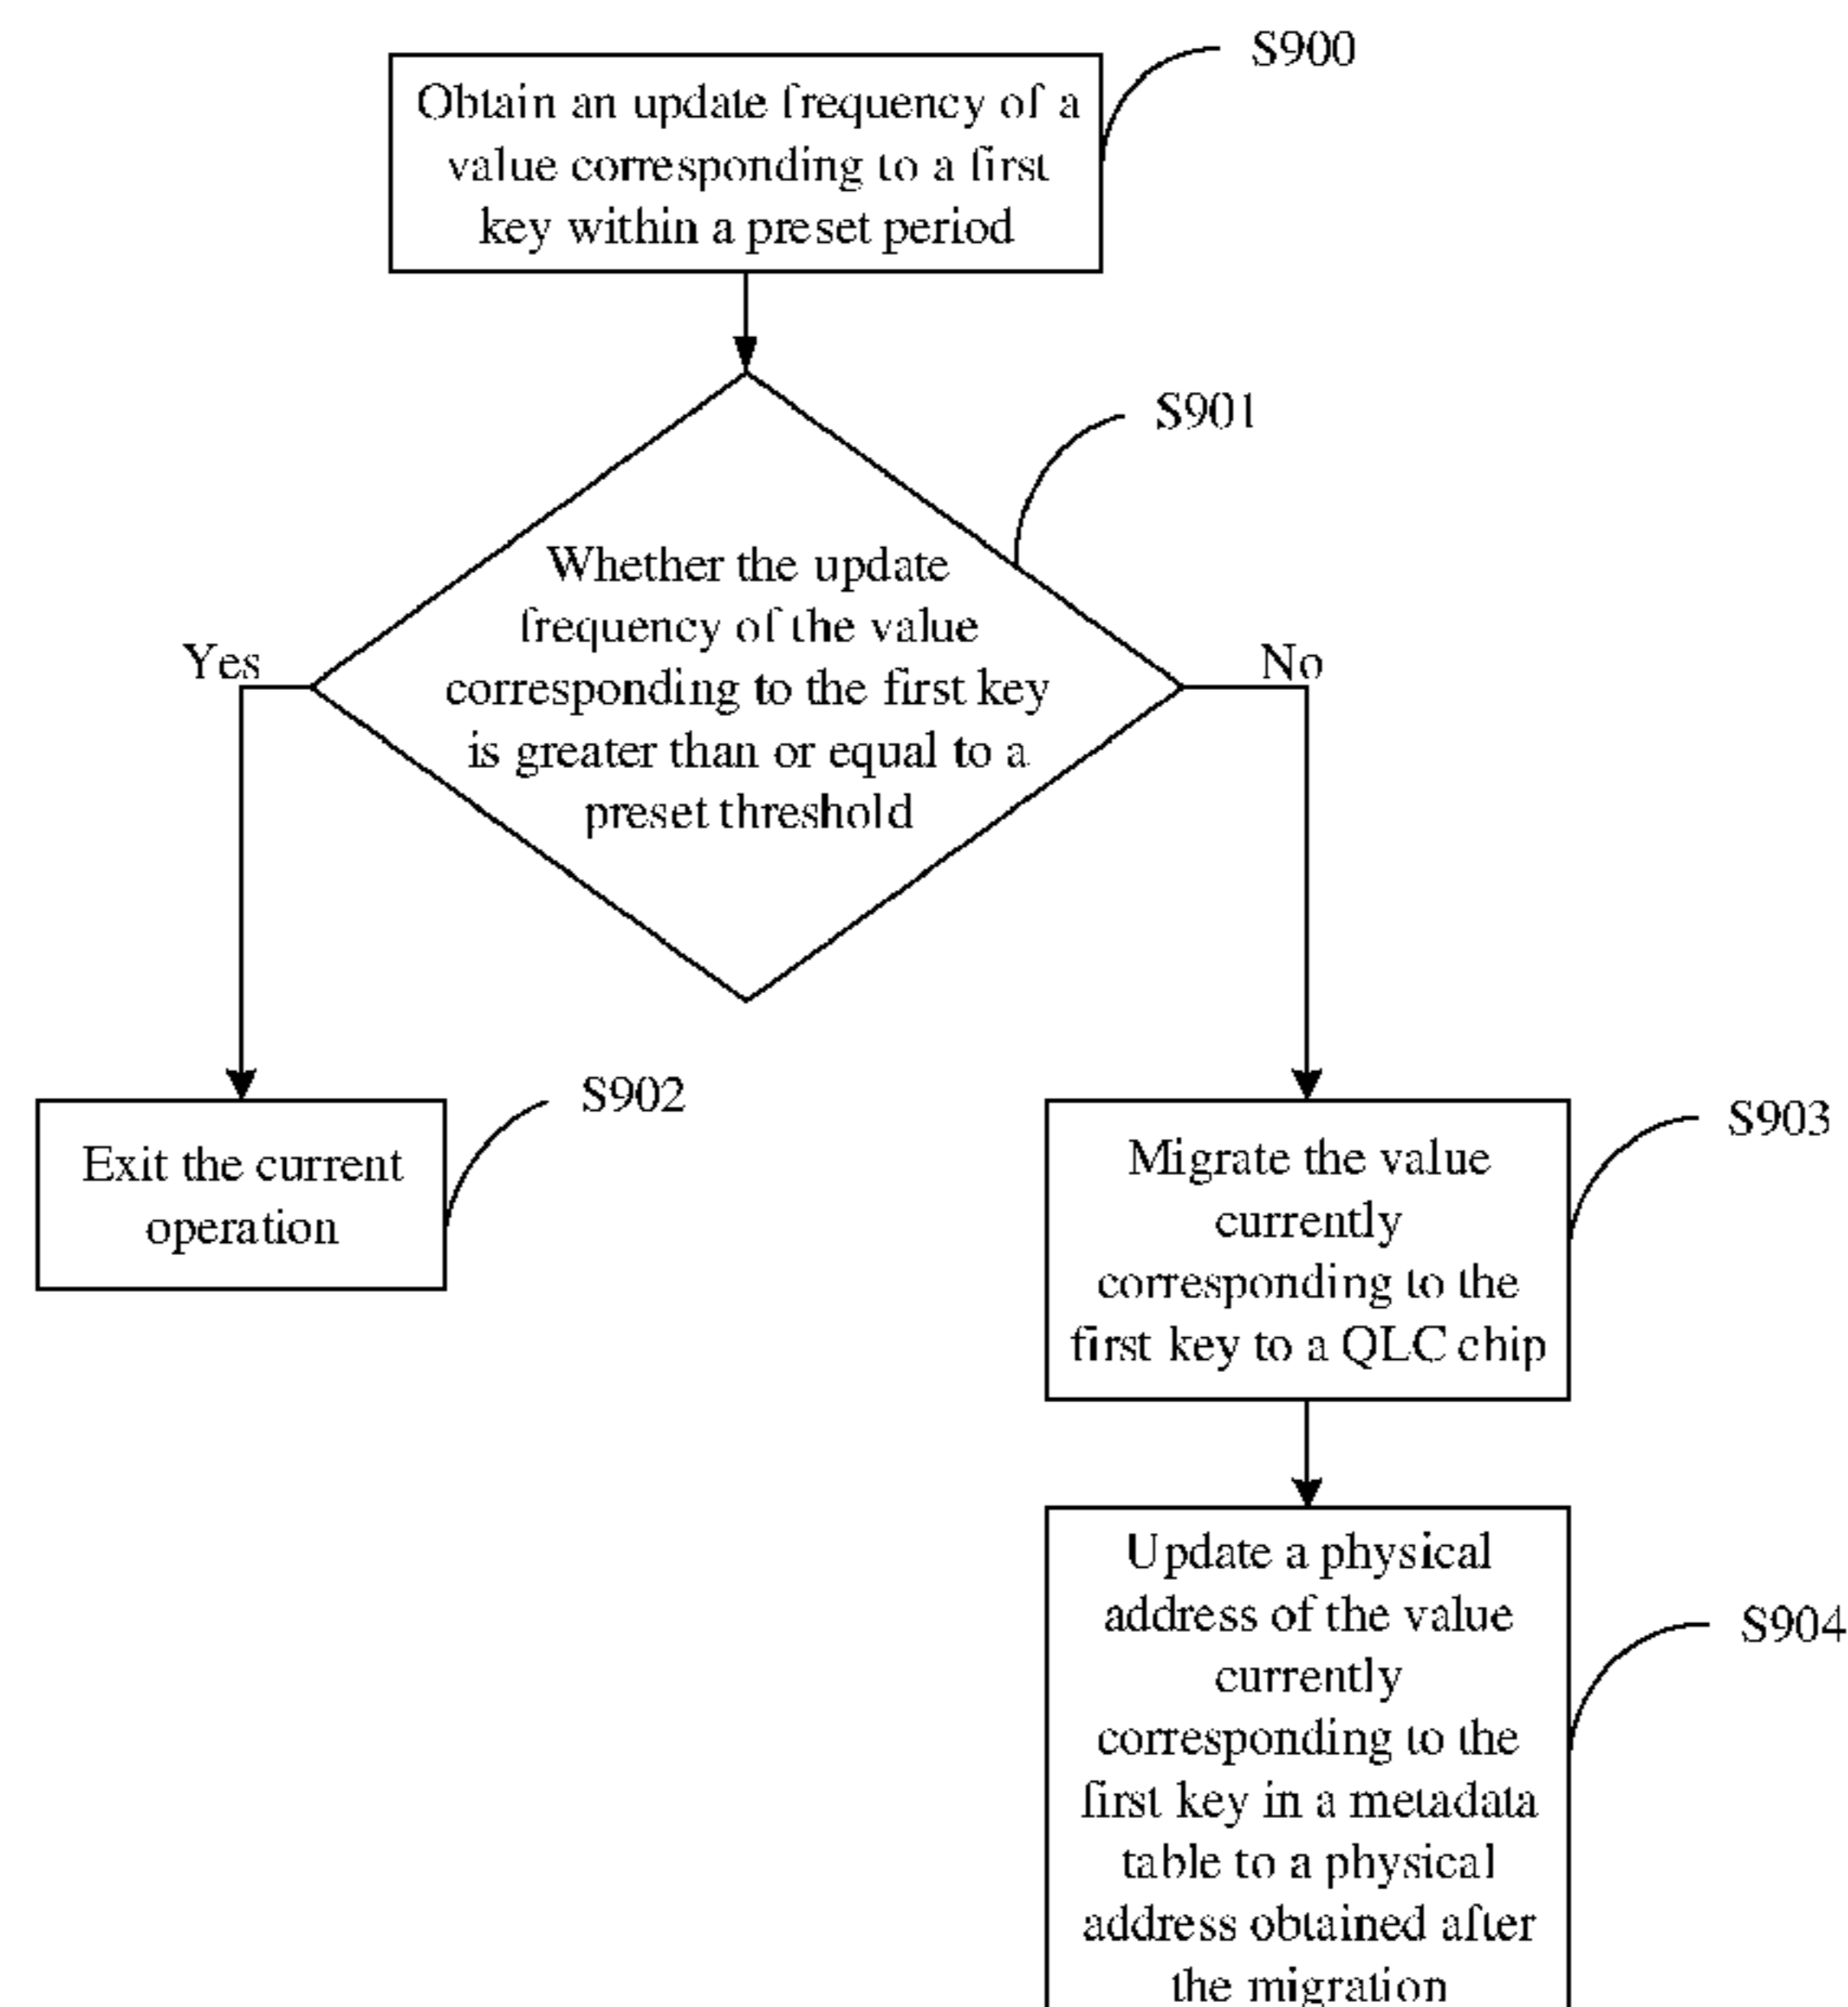 S900
Obtain an update frequency of a
value corresponding to a first
key within a preset period
S901
Whether the update
frequency of the value
corresponding to the first key
is greater than or equal to a
preset threshold
Yes
No
S902
Exit the current
operation
S903
Migrate the value
currently
corresponding to the
first key to a QLC chip
S904
Update a physical
address of the value
currently
corresponding to the
first key in a metadata
table to a physical
address obtained after
the migration